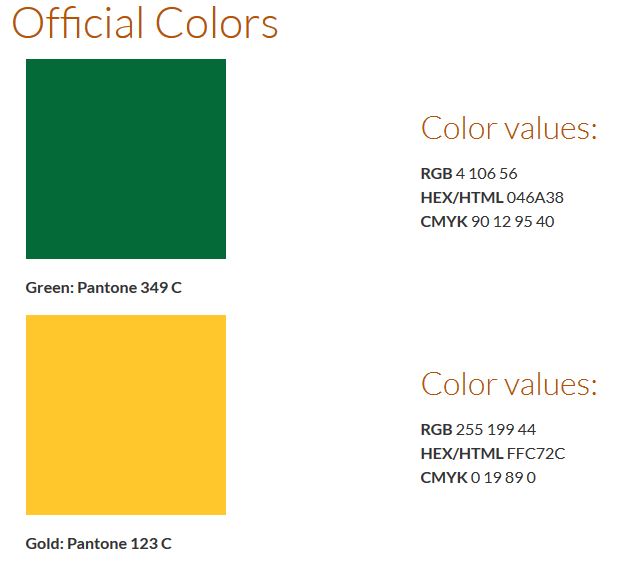 Official Colors
Color values:
RGB 4 106 56
HEX/HTML 046A38
CMYK 90 12 95 40
Green: Pantone 349 C
Color values:
RGB 255 199 44
HEX/HTML FFC72C
CMYK 0 19 89 0
Gold: Pantone 123 C